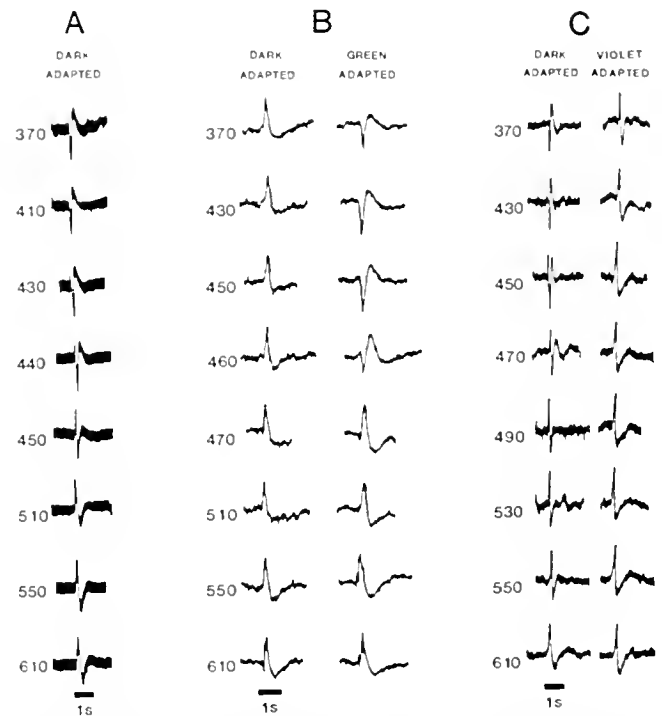 A B C
DARK ADAPTED
DARK ADAPTED
GREEN ADAPTED
DARK ADAPTED
VIOLET ADAPTED
370 370 370
410 430 430
430 450 450
440 460 470
450 470 490
510 510 530
550 550 550
610 610 610
1s 1s 1s